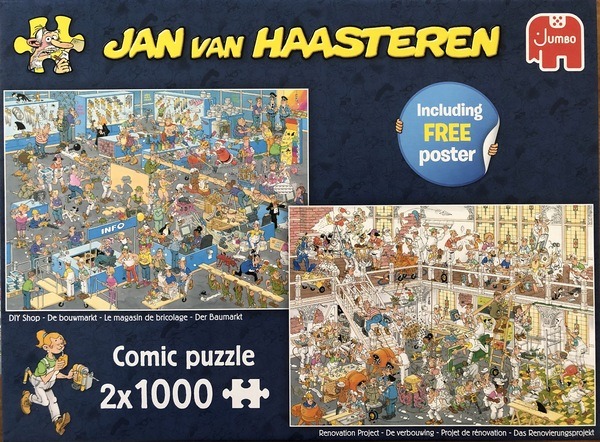 JAN VAN HAASTEREN
Jumbo
Including
FREE
poster
INFO
DIY Shop - De bouwmarkt - Le magasin de bricolage - Der Baumarkt
Comic puzzle
2x1000
Renovation Project - De verbouwing - Projet de rénovation - Das Renovierungsprojekt